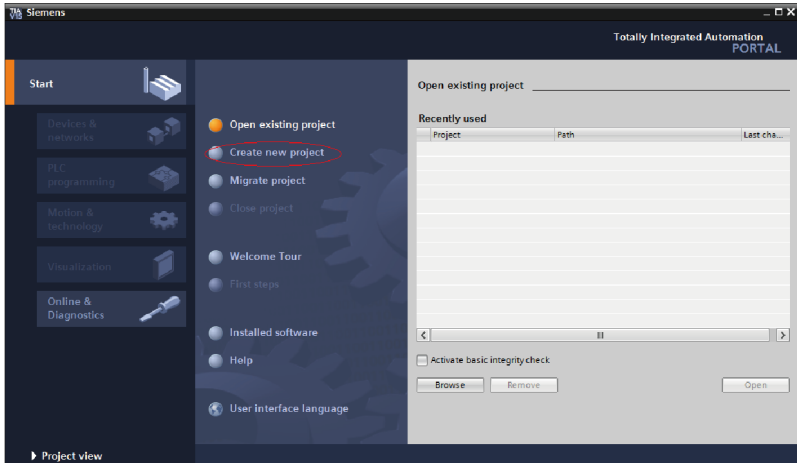 Siemens
Totally Integrated Automation
PORTAL
Start
Devices &
networks
PLC
programming
Motion &
technology
Visualization
Online &
Diagnostics
Open existing project
Create new project
Migrate project
Close project
Welcome Tour
First steps
Installed software
Help
User interface language
Open existing project
Recently used
Project Path Last cha...
Activate basic integrity check
Browse Remove Open
Project view